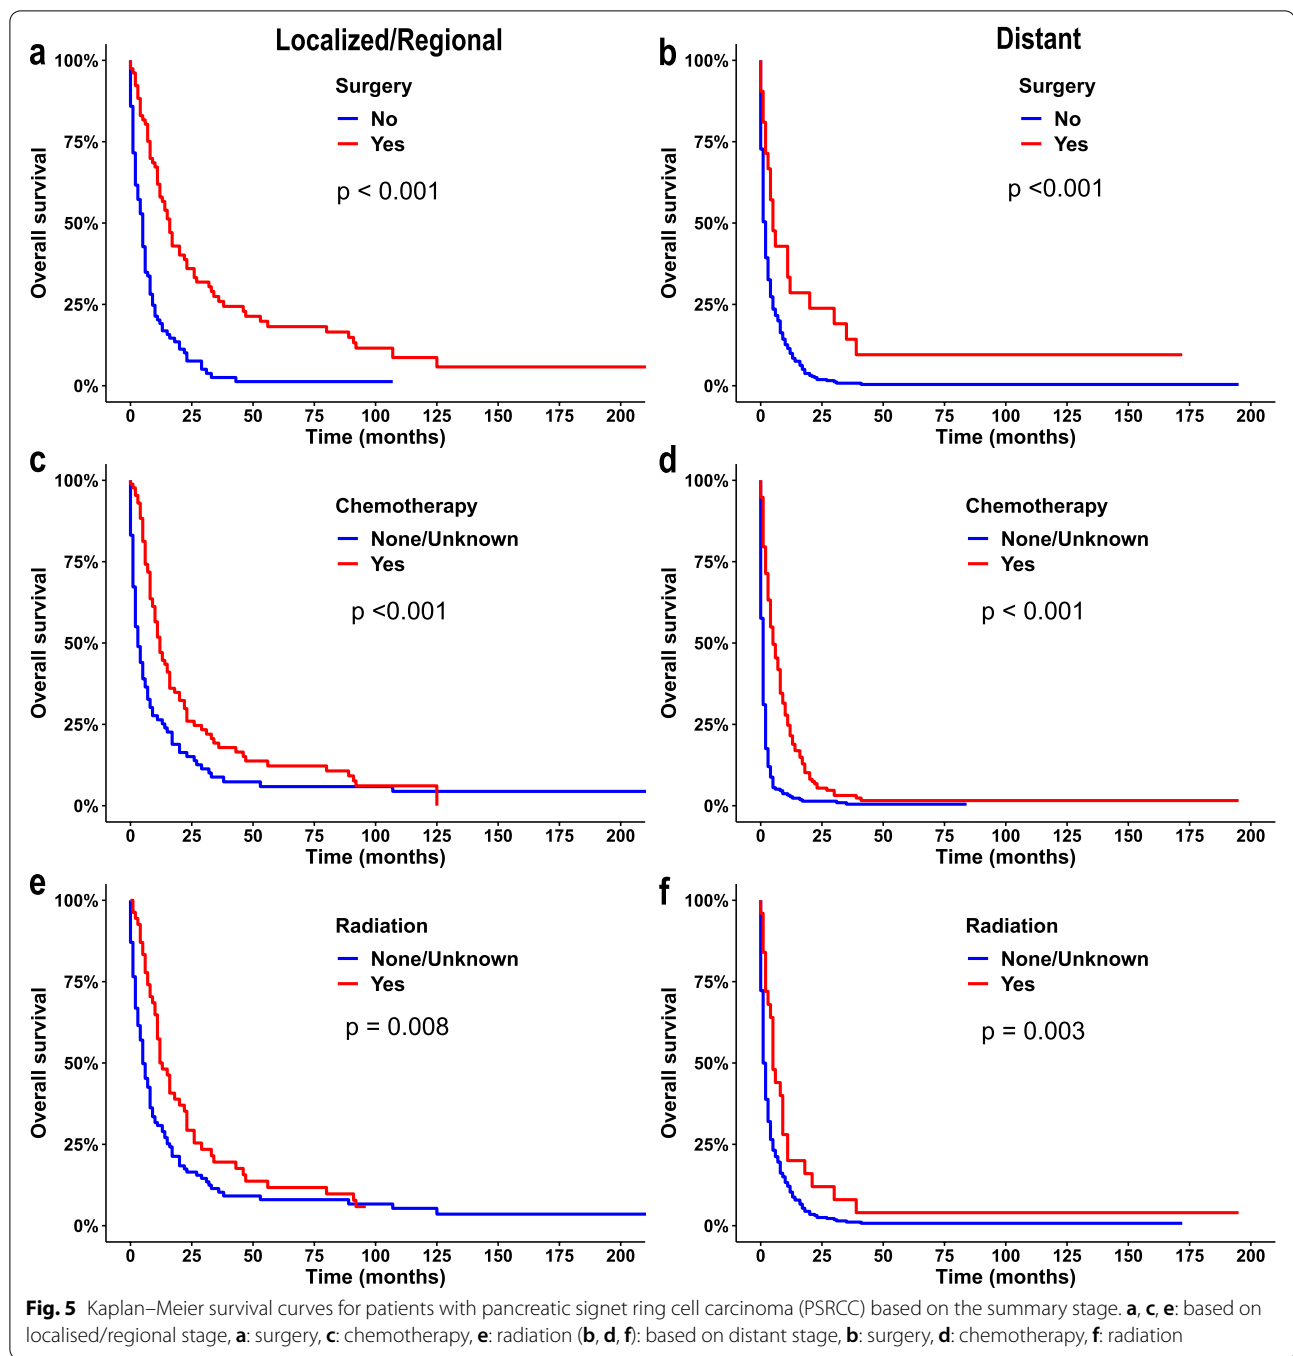 a
Localized/Regional
Surgery
No
Yes
p < 0.001
100%
75%
50%
25%
0%
Overall survival
0 25 50 75 100 125 150 175 200
Time (months)
b
Distant
Surgery
No
Yes
p <0.001
100%
75%
50%
25%
0%
Overall survival
0 25 50 75 100 125 150 175 200
Time (months)
c
Chemotherapy
None/Unknown
Yes
p <0.001
100%
75%
50%
25%
0%
Overall survival
0 25 50 75 100 125 150 175 200
Time (months)
d
Chemotherapy
None/Unknown
Yes
p < 0.001
100%
75%
50%
25%
0%
Overall survival
0 25 50 75 100 125 150 175 200
Time (months)
e
Radiation
None/Unknown
Yes
p = 0.008
100%
75%
50%
25%
0%
Overall survival
0 25 50 75 100 125 150 175 200
Time (months)
f
Radiation
None/Unknown
Yes
p = 0.003
100%
75%
50%
25%
0%
Overall survival
0 25 50 75 100 125 150 175 200
Time (months)
Fig. 5 Kaplan–Meier survival curves for patients with pancreatic signet ring cell carcinoma (PSRCC) based on the summary stage. a, c, e: based on
localised/regional stage, a: surgery, c: chemotherapy, e: radiation (b, d, f): based on distant stage, b: surgery, d: chemotherapy, f: radiation